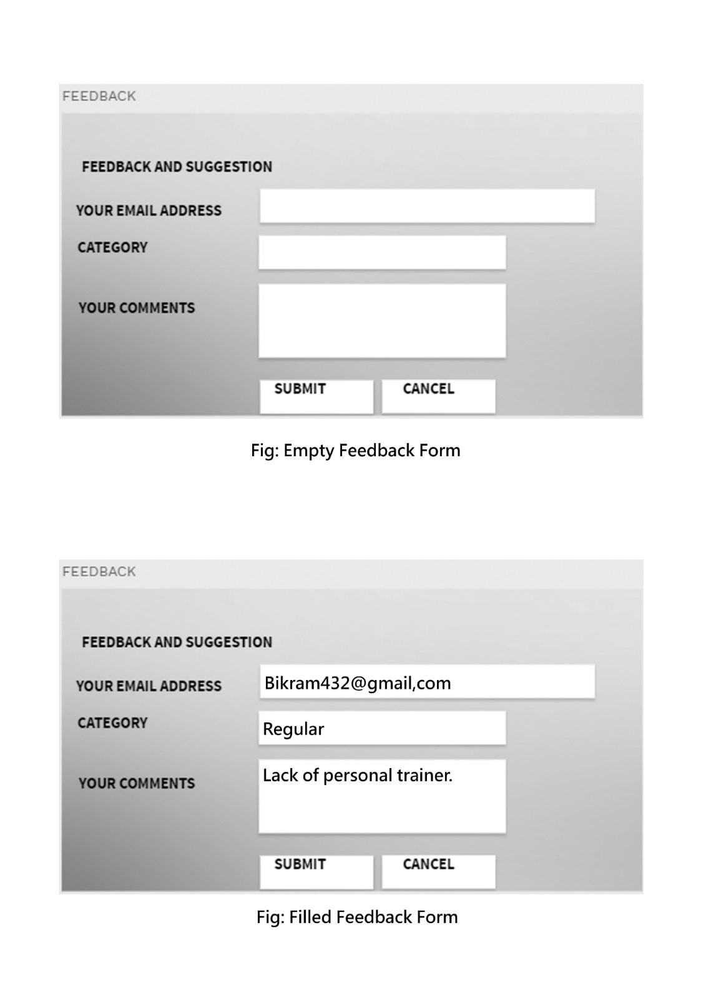 FEEDBACK
FEEDBACK AND SUGGESTION
YOUR EMAIL ADDRESS
CATEGORY
YOUR COMMENTS
SUBMIT CANCEL
Fig: Empty Feedback Form
FEEDBACK
FEEDBACK AND SUGGESTION
YOUR EMAIL ADDRESS Bikram432@gmail,com
CATEGORY Regular
YOUR COMMENTS Lack of personal trainer.
SUBMIT CANCEL
Fig: Filled Feedback Form